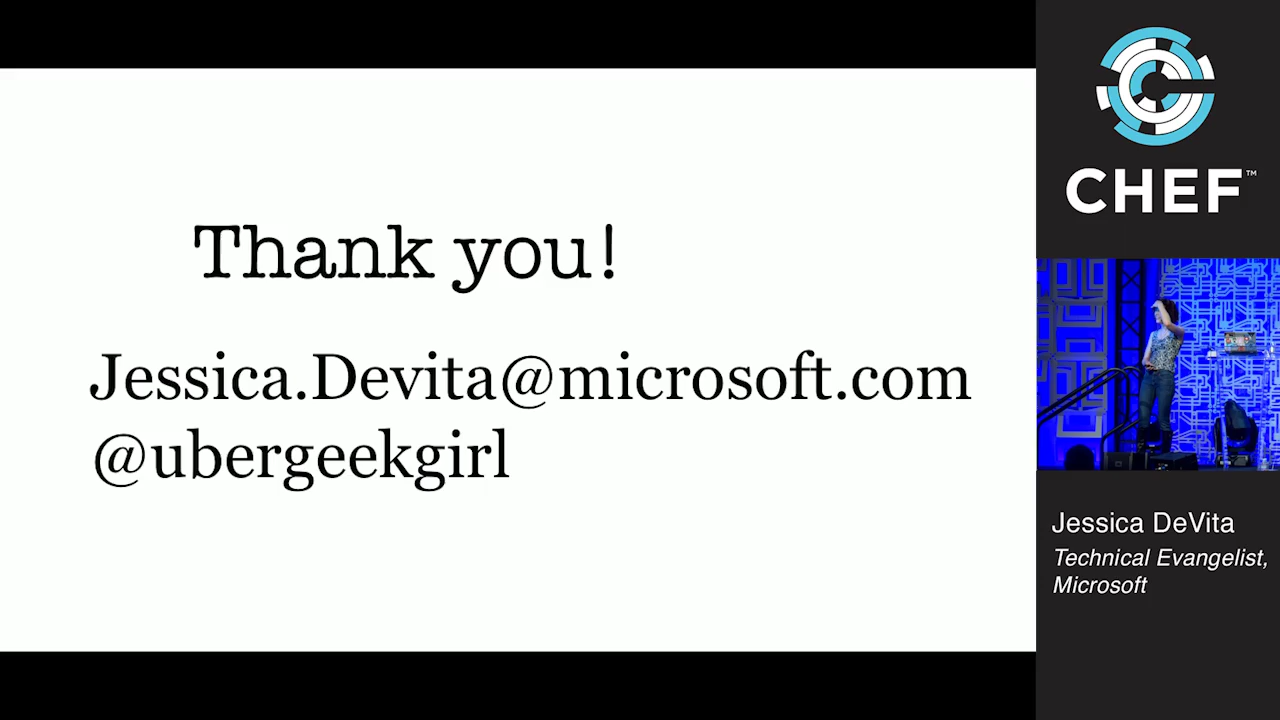 Thank you!
Jessica.Devita@microsoft.com
@ubergeekgirl
CHEF™
Jessica DeVita
Technical Evangelist,
Microsoft